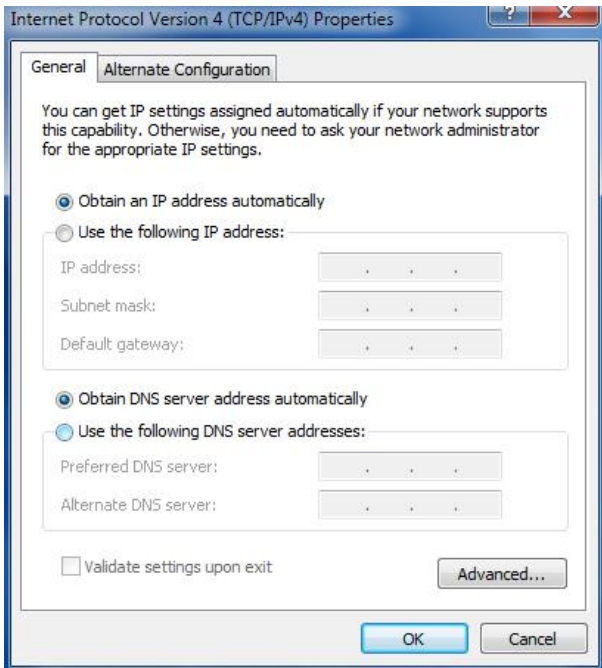 Internet Protocol Version 4 (TCP/IPv4) Properties
General
Alternate Configuration
You can get IP settings assigned automatically if your network supports
this capability. Otherwise, you need to ask your network administrator
for the appropriate IP settings.
Obtain an IP address automatically
Use the following IP address:
IP address:
Subnet mask:
Default gateway:
Obtain DNS server address automatically
Use the following DNS server addresses:
Preferred DNS server:
Alternate DNS server:
Validate settings upon exit
Advanced...
OK
Cancel